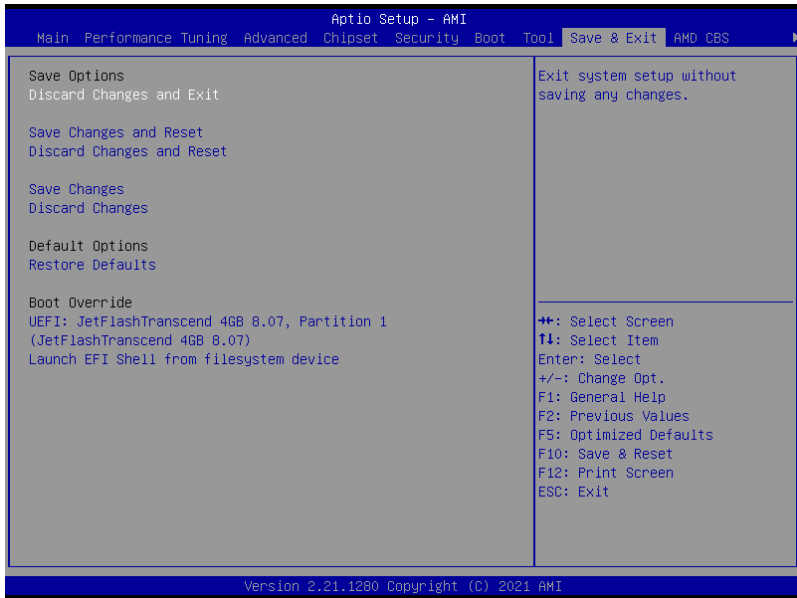 Aptio Setup – AMI
Main Performance Tuning Advanced Chipset Security Boot Tool Save & Exit AMD CBS
Save Options
Discard Changes and Exit
Save Changes and Reset
Discard Changes and Reset
Save Changes
Discard Changes
Default Options
Restore Defaults
Boot Override
UEFI: JetFlashTranscend 4GB 8.07, Partition 1
(JetFlashTranscend 4GB 8.07)
Launch EFI Shell from filesystem device
Exit system setup without
saving any changes.
→←: Select Screen
↑↓: Select Item
Enter: Select
+/-: Change Opt.
F1: General Help
F2: Previous Values
F5: Optimized Defaults
F10: Save & Reset
F12: Print Screen
ESC: Exit
Version 2.21.1280 Copyright (C) 2021 AMI